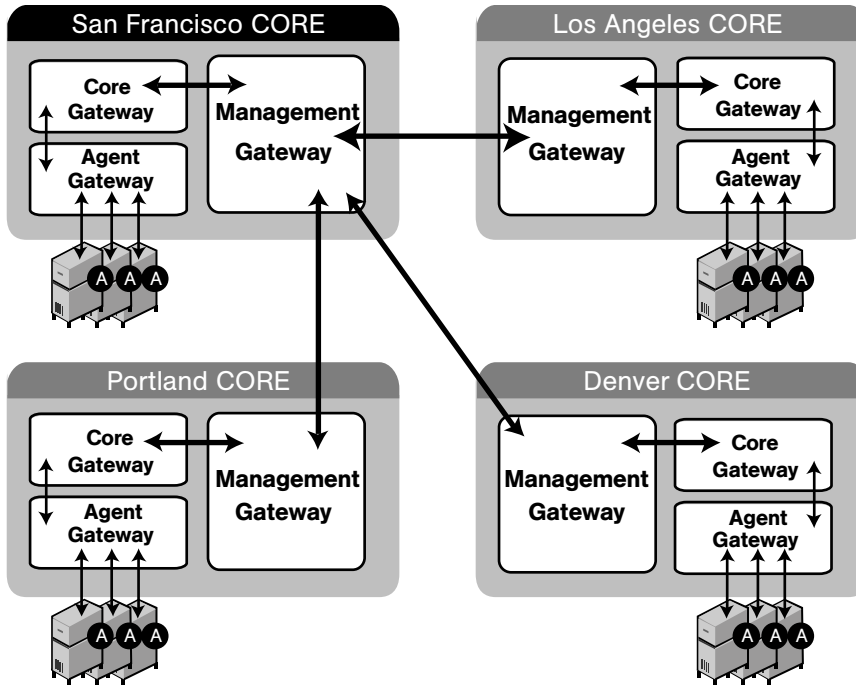 San Francisco CORE
Core
Gateway
Management
Gateway
Agent
Gateway
A A A
Los Angeles CORE
Management
Gateway
Core
Gateway
Agent
Gateway
A A A
Portland CORE
Core
Gateway
Management
Gateway
Agent
Gateway
A A A
Denver CORE
Management
Gateway
Core
Gateway
Agent
Gateway
A A A